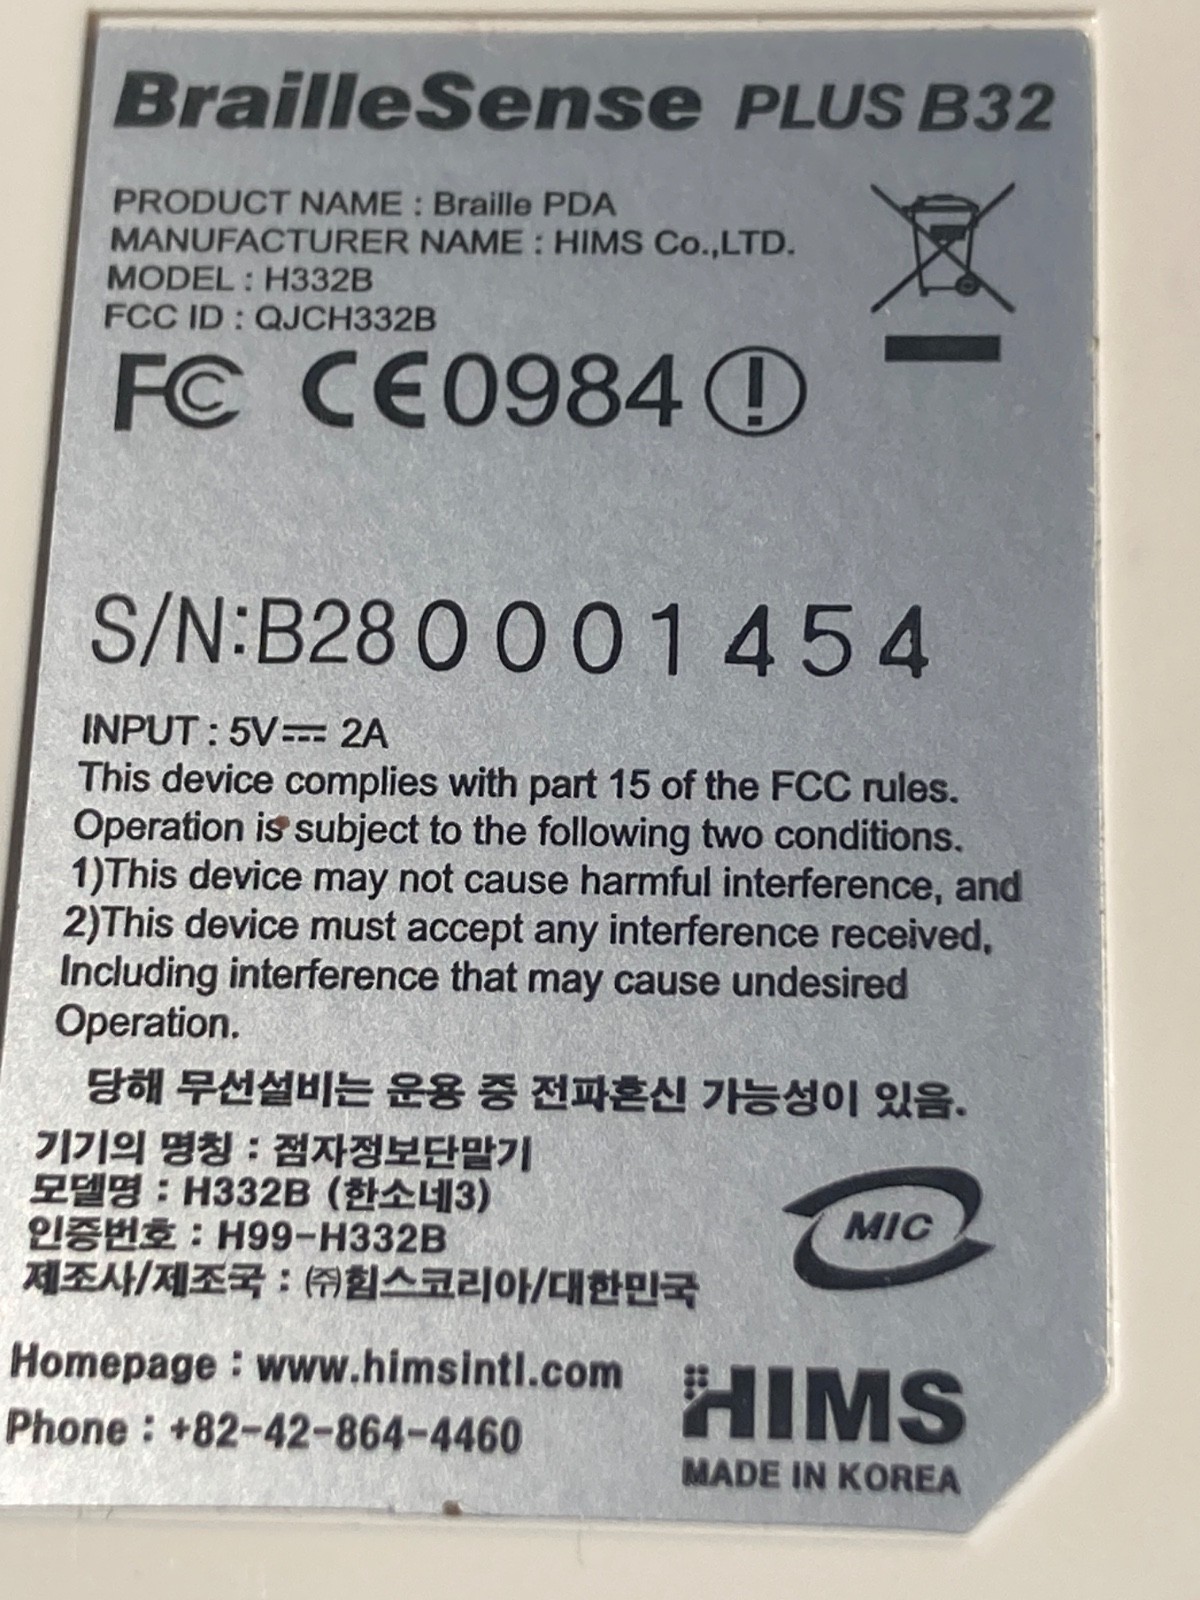 BrailleSense PLUS B32
PRODUCT NAME : Braille PDA
MANUFACTURER NAME : HIMS Co.,LTD.
MODEL : H332B
FCC ID : QJCH332B
FC CE0984 !
S/N:B280001454
INPUT : 5V⎓ 2A
This device complies with part 15 of the FCC rules.
Operation is subject to the following two conditions.
1)This device may not cause harmful interference, and
2)This device must accept any interference received,
Including interference that may cause undesired
Operation.
당해 무선설비는 운용 중 전파혼신 가능성이 있음.
기기의 명칭 : 점자정보단말기
모델명 : H332B (한소네3)
인증번호 : H99-H332B
MIC
제조사/제조국 : ㈜힘스코리아/대한민국
Homepage : www.himsintl.com
Phone : +82-42-864-4460
HIMS
MADE IN KOREA